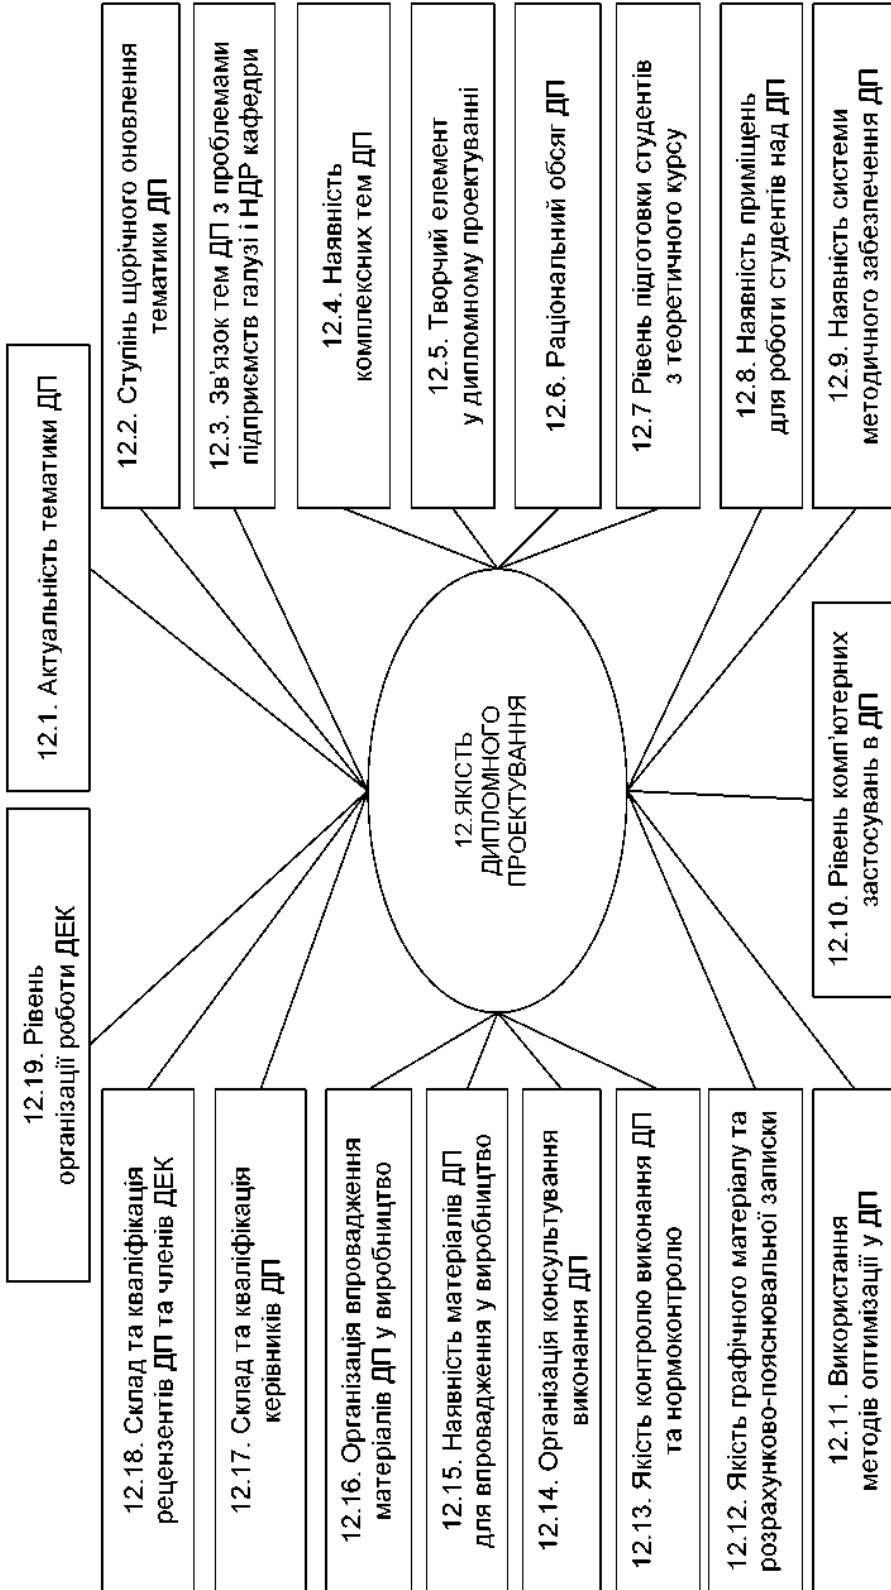 12.1. Актуальність тематики ДП
12.2. Ступінь щорічного оновлення
тематики ДП
12.3. Зв'язок тем ДП з проблемами
підприємств галузі і НДР кафедри
12.4. Наявність
комплексних тем ДП
12.5. Творчий елемент
у дипломному проектуванні
12.6. Раціональний обсяг ДП
12.7 Рівень підготовки студентів
з теоретичного курсу
12.8. Наявність приміщень
для роботи студентів над ДП
12.9. Наявність системи
методичного забезпечення ДП
12.10. Рівень комп'ютерних
застосувань в ДП
12.11. Використання
методів оптимізації у ДП
12.12. Якість графічного матеріалу та
розрахунково-пояснювальної записки
12.13. Якість контролю виконання ДП
та нормоконтролю
12.14. Організація консультування
виконання ДП
12.15. Наявність матеріалів ДП
для впровадження у виробництво
12.16. Організація впровадження
матеріалів ДП у виробництво
12.17. Склад та кваліфікація
керівників ДП
12.18. Склад та кваліфікація
рецензентів ДП та членів ДЕК
12.19. Рівень
організації роботи ДЕК
12.ЯКІСТЬ
ДИПЛОМНОГО
ПРОЕКТУВАННЯ